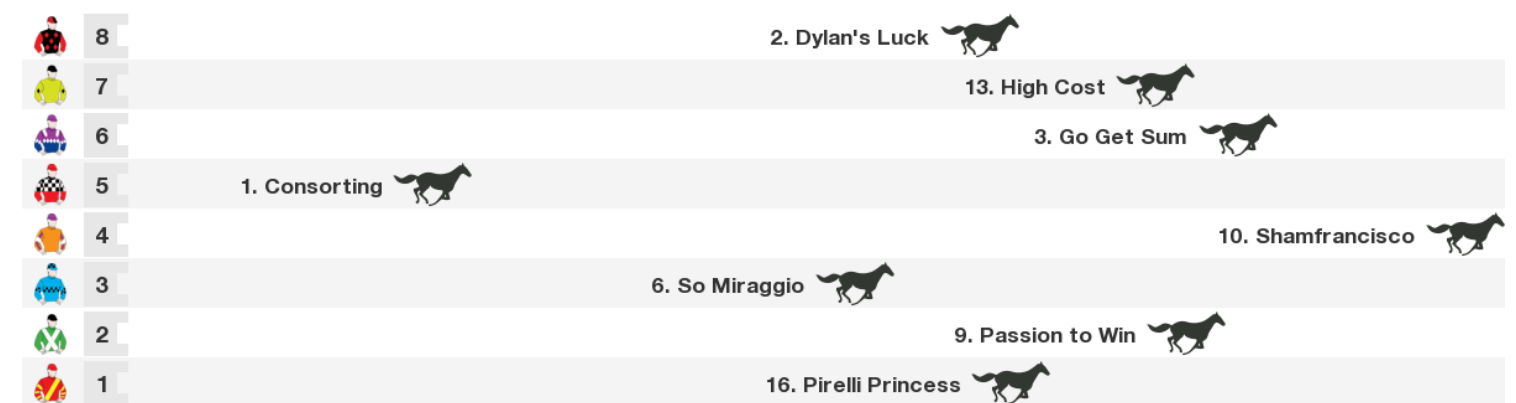 8 2. Dylan's Luck
7 13. High Cost
6 3. Go Get Sum
5 1. Consorting
4 10. Shamfrancisco
3 6. So Miraggio
2 9. Passion to Win
1 16. Pirelli Princess